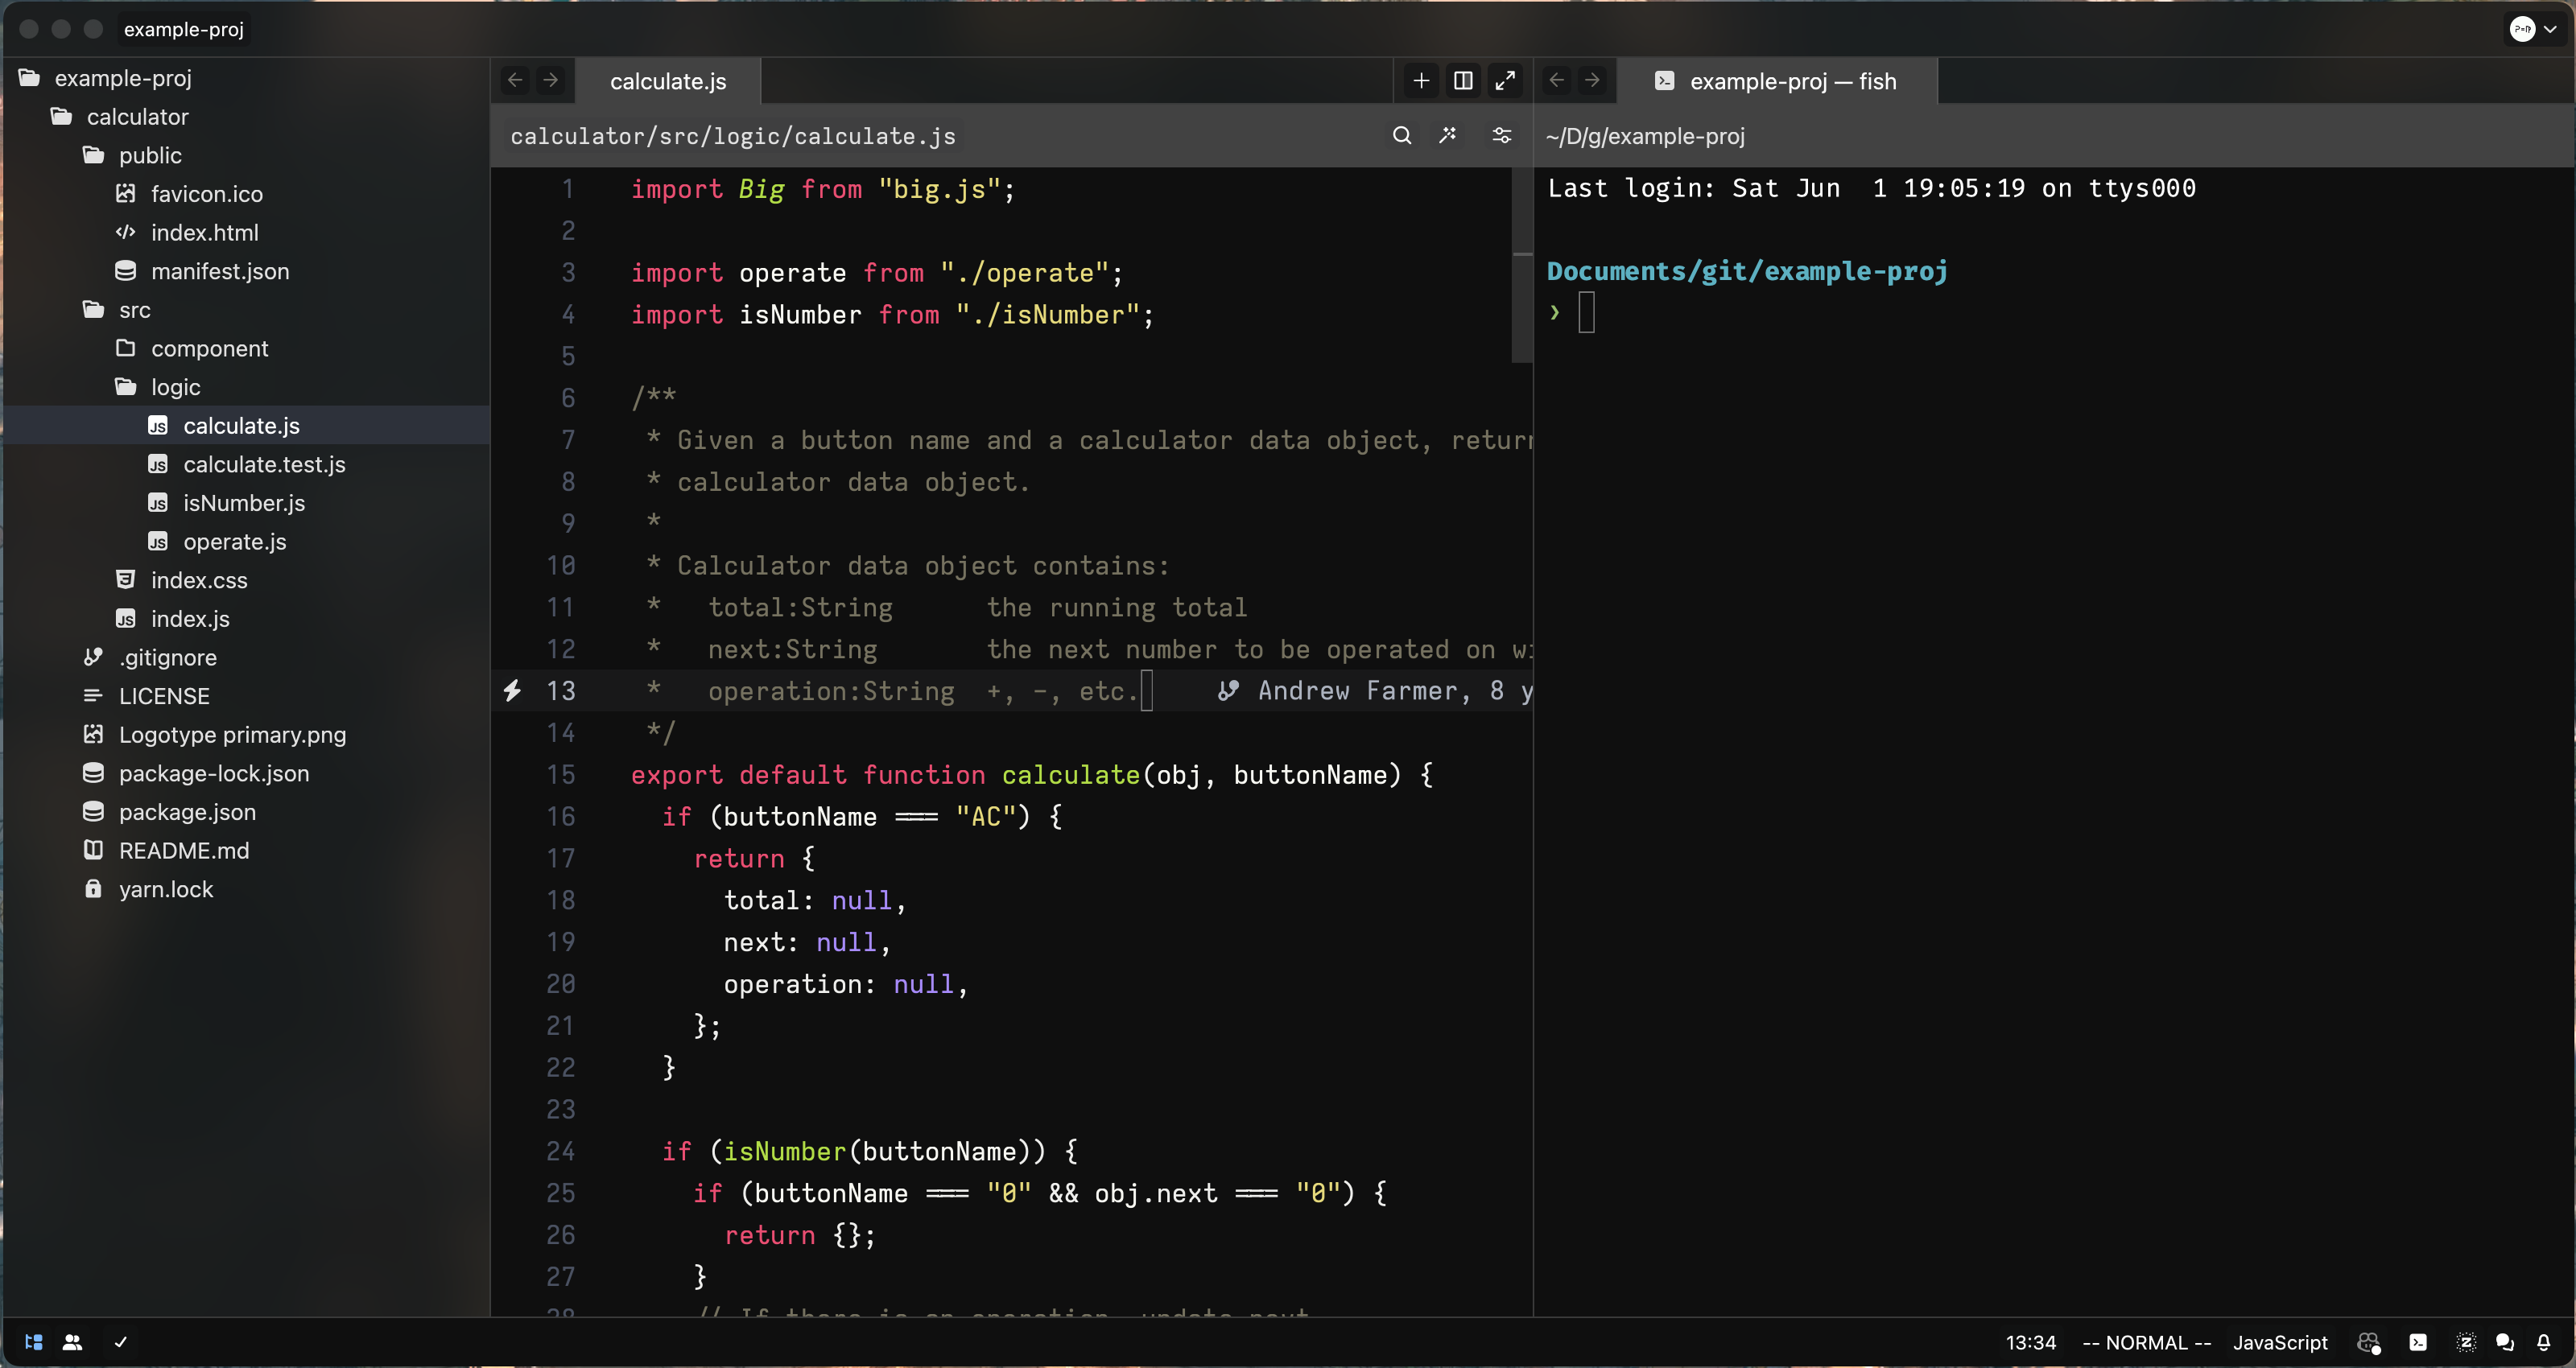 example-proj
example-proj
calculator
public
favicon.ico
index.html
manifest.json
src
component
logic
calculate.js
calculate.test.js
isNumber.js
operate.js
index.css
index.js
.gitignore
LICENSE
Logotype primary.png
package-lock.json
package.json
README.md
yarn.lock
calculate.js
calculator/src/logic/calculate.js
1 import Big from "big.js";
2
3 import operate from "./operate";
4 import isNumber from "./isNumber";
5
6 /**
7  * Given a button name and a calculator data object, return
8  * calculator data object.
9  *
10  * Calculator data object contains:
11  *   total:String      the running total
12  *   next:String       the next number to be operated on w
13  *   operation:String  +, -, etc. Andrew Farmer, 8 y
14  */
15 export default function calculate(obj, buttonName) {
16   if (buttonName === "AC") {
17     return {
18       total: null,
19       next: null,
20       operation: null,
21     };
22   }
23
24   if (isNumber(buttonName)) {
25     if (buttonName === "0" && obj.next === "0") {
26       return {};
27     }
28     // If there is an operation, update next
example-proj — fish
~/D/g/example-proj
Last login: Sat Jun  1 19:05:19 on ttys000
Documents/git/example-proj
❯
13:34 -- NORMAL -- JavaScript